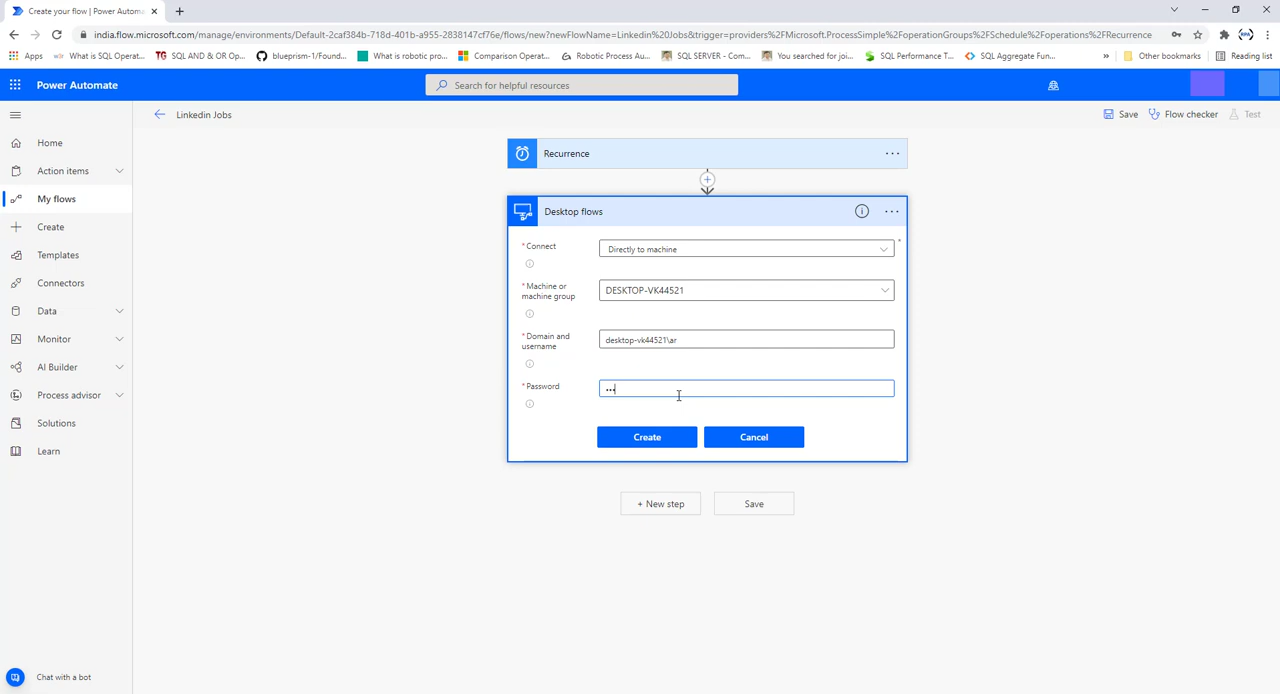 Create your flow | Power Automa
india.flow.microsoft.com/manage/environments/Default-2caf384b-718d-401b-a955-2838147cf76e/flows/new?newFlowName=Linkedin%20Jobs&trigger=providers%2FMicrosoft.ProcessSimple%2FoperationGroups%2FSchedule%2Foperations%2FRecurrence
Apps What is SQL Operat... SQL AND & OR Op... blueprism-1/Found... What is robotic pro... Comparison Operat... Robotic Process Au... SQL SERVER - Com... You searched for joi... SQL Performance T... SQL Aggregate Fun... » Other bookmarks Reading list
Power Automate
Search for helpful resources
Linkedin Jobs
Save Flow checker Test
Home
Action items
My flows
Create
Templates
Connectors
Data
Monitor
AI Builder
Process advisor
Solutions
Learn
Chat with a bot
Recurrence
Desktop flows
* Connect
Directly to machine
*
* Machine or
machine group
DESKTOP-VK44521
* Domain and
username
desktop-vk44521\ar
* Password
•••
Create Cancel
+ New step Save